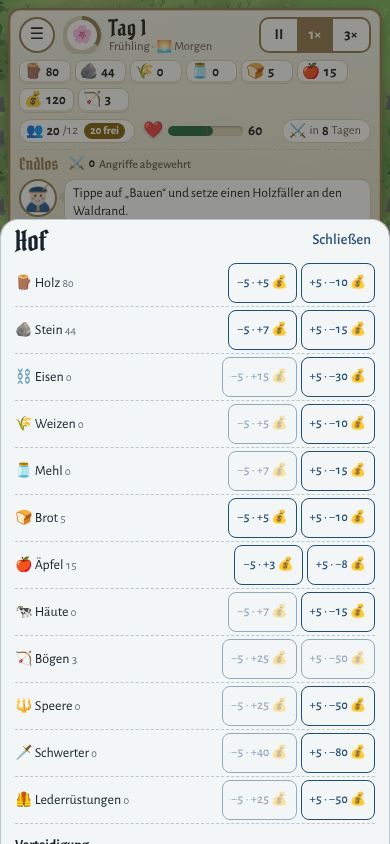 Tag 1
Frühling · 🌅 Morgen
1× 3×
80 44 0 0 5 15
120 3
20 /12 20 frei 60 in 8 Tagen
Endlos 0 Angriffe abgewehrt
Tippe auf „Bauen“ und setze einen Holzfäller an den
Waldrand.
Hof Schließen
Holz 80 −5 · +5 +5 · −10
Stein 44 −5 · +7 +5 · −15
Eisen 0 −5 · +15 +5 · −30
Weizen 0 −5 · +5 +5 · −10
Mehl 0 −5 · +7 +5 · −15
Brot 5 −5 · +5 +5 · −10
Äpfel 15 −5 · +3 +5 · −8
Häute 0 −5 · +7 +5 · −15
Bögen 3 −5 · +25 +5 · −50
Speere 0 −5 · +25 +5 · −50
Schwerter 0 −5 · +40 +5 · −80
Lederrüstungen 0 −5 · +25 +5 · −50
Verteidigung